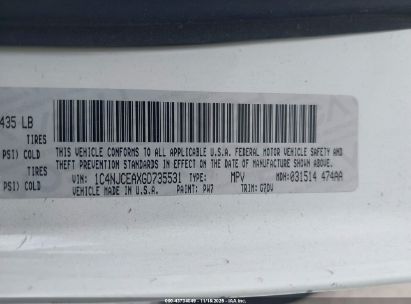 435 LB
TIRES
PSI) COLD
TIRES
PSI) COLD
THIS VEHICLE CONFORMS TO ALL APPLICABLE U.S.A. FEDERAL MOTOR VEHICLE SAFETY AND
THEFT PREVENTION STANDARDS IN EFFECT ON THE DATE OF MANUFACTURE SHOWN ABOVE.
VIN: 1C4NJCEAXGD735531 TYPE: MPV MDH:031514 474AA
VEHICLE MADE IN U.S.A. PAINT: PW7 TRIM: G7DV